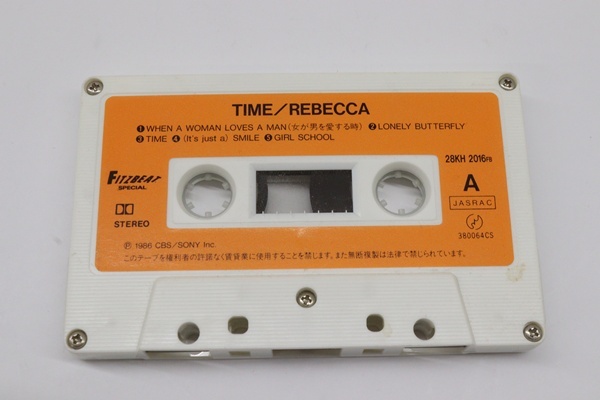 TIME/REBECCA
❶WHEN A WOMAN LOVES A MAN(女が男を愛する時) ❷LONELY BUTTERFLY
❸TIME ❹(It's just a) SMILE ❺GIRL SCHOOL
28KH 2016FB
FITZBEAT
SPECIAL
A
JASRAC
STEREO
380064CS
Ⓟ1986 CBS/SONY Inc.
このテープを権利者の許諾なく賃貸業に使用することを禁じます。また無断複製は法律で禁じられています。